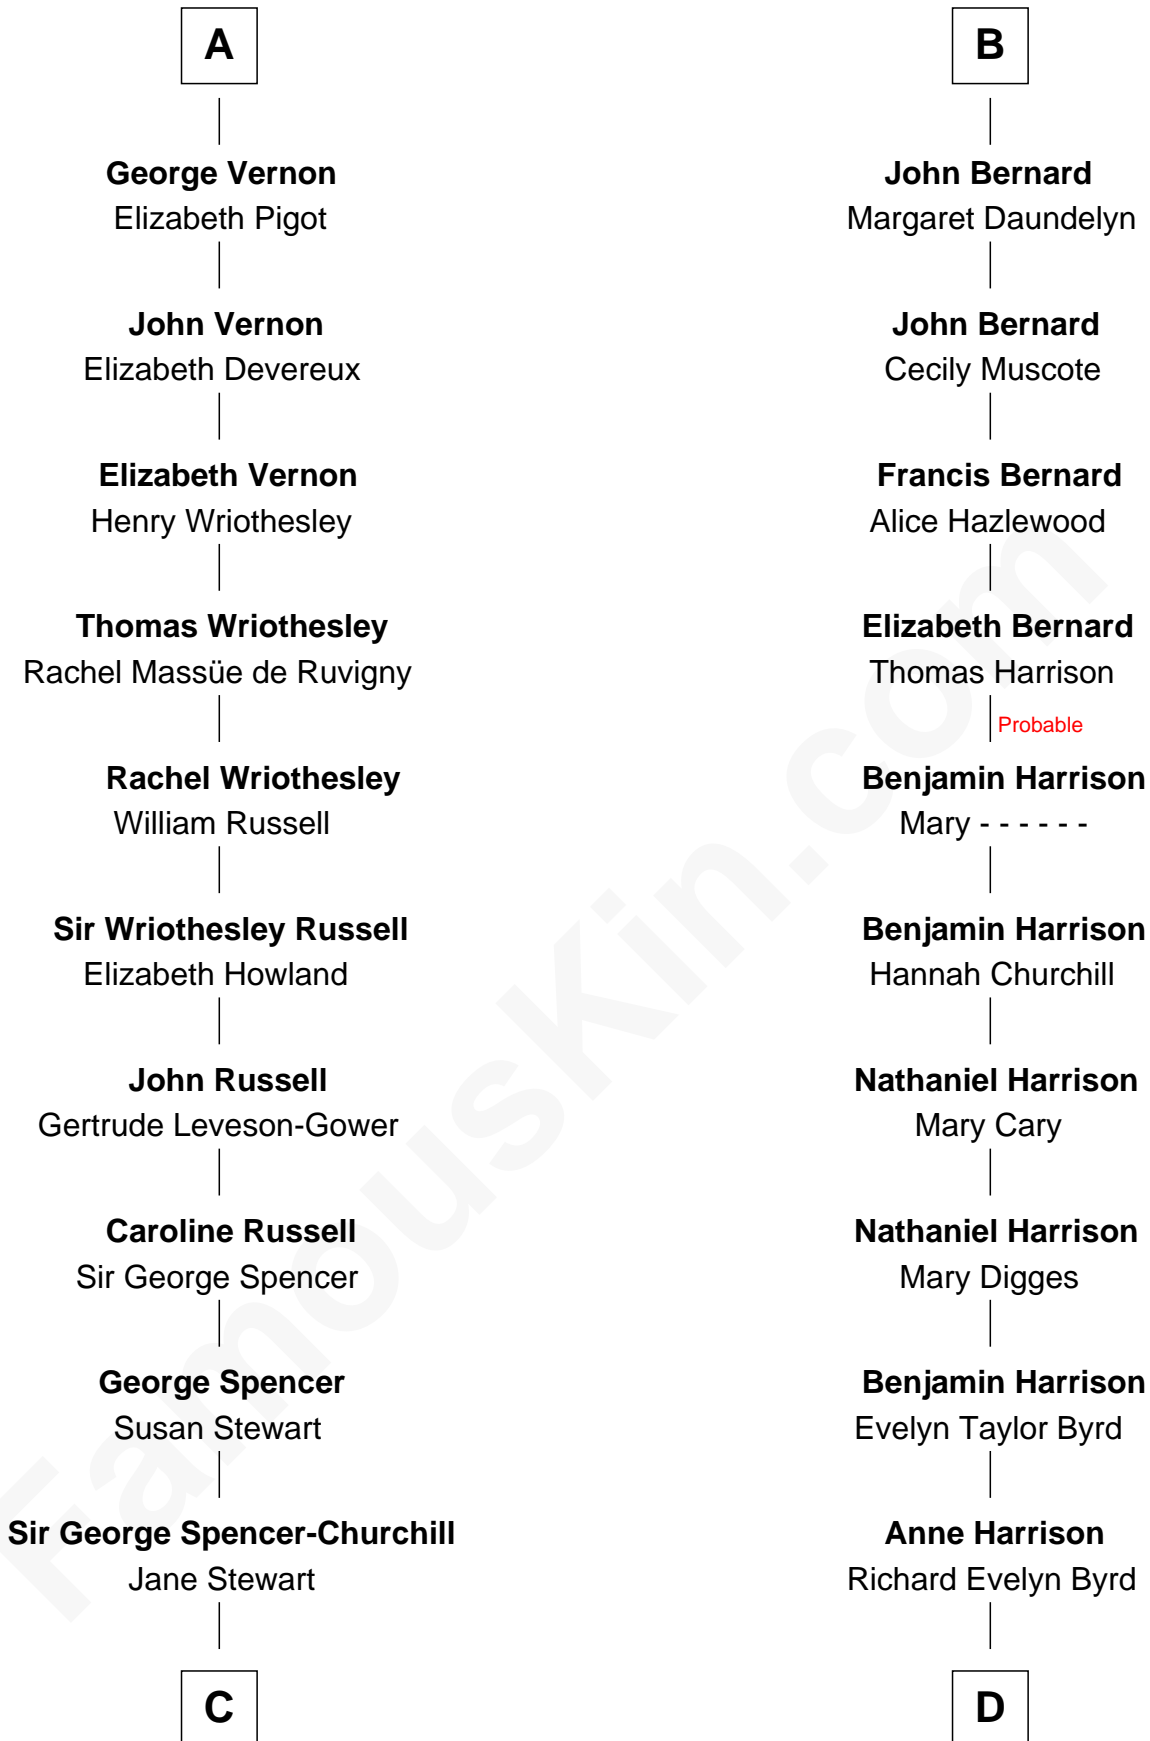 A
George Vernon
Elizabeth Pigot
John Vernon
Elizabeth Devereux
Elizabeth Vernon
Henry Wriothesley
Thomas Wriothesley
Rachel Massüe de Ruvigny
Rachel Wriothesley
William Russell
Sir Wriothesley Russell
Elizabeth Howland
John Russell
Gertrude Leveson-Gower
Caroline Russell
Sir George Spencer
George Spencer
Susan Stewart
Sir George Spencer-Churchill
Jane Stewart
C
B
John Bernard
Margaret Daundelyn
John Bernard
Cecily Muscote
Francis Bernard
Alice Hazlewood
Elizabeth Bernard
Thomas Harrison
Probable
Benjamin Harrison
Mary - - - - - -
Benjamin Harrison
Hannah Churchill
Nathaniel Harrison
Mary Cary
Nathaniel Harrison
Mary Digges
Benjamin Harrison
Evelyn Taylor Byrd
Anne Harrison
Richard Evelyn Byrd
D
FamousKin.com